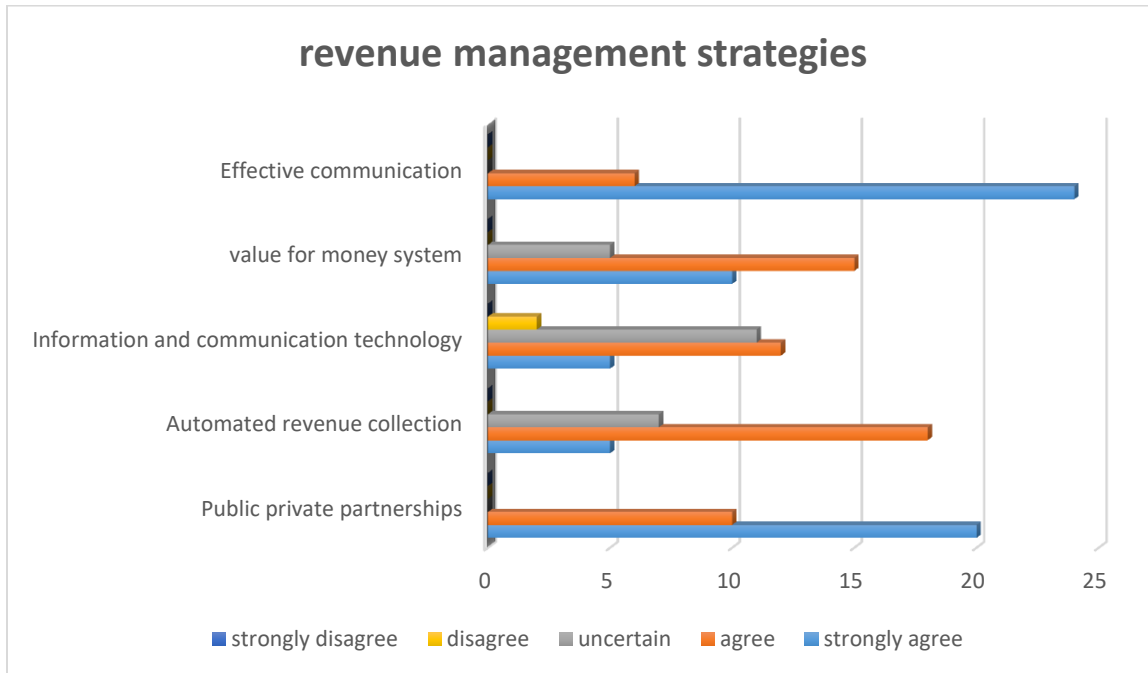 revenue management strategies
Effective communication
value for money system
Information and communication technology
Automated revenue collection
Public private partnerships
0 5 10 15 20 25
strongly disagree disagree uncertain agree strongly agree